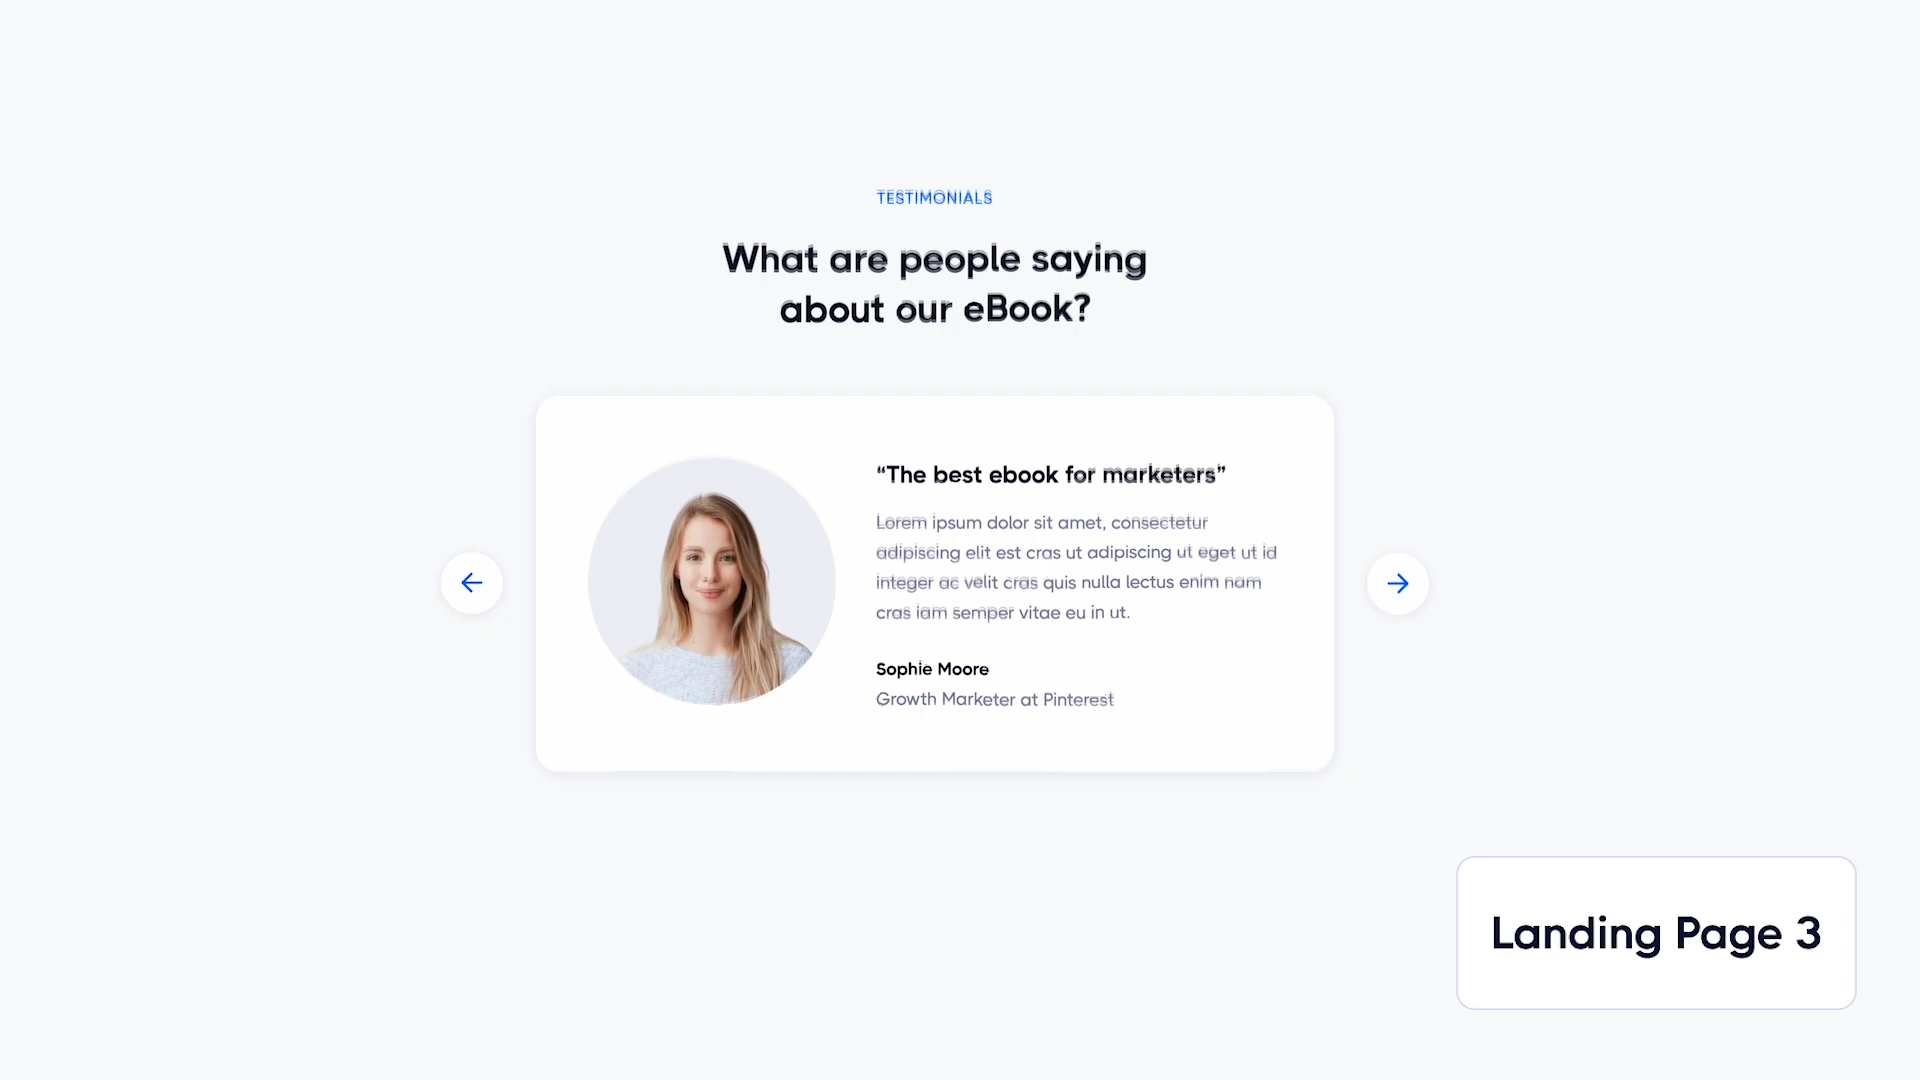 TESTIMONIALS
What are people saying
about our eBook?
“The best ebook for marketers”
Lorem ipsum dolor sit amet, consectetur
adipiscing elit est cras ut adipiscing ut eget ut id
integer ac velit cras quis nulla lectus enim nam
cras iam semper vitae eu in ut.
Sophie Moore
Growth Marketer at Pinterest
Landing Page 3